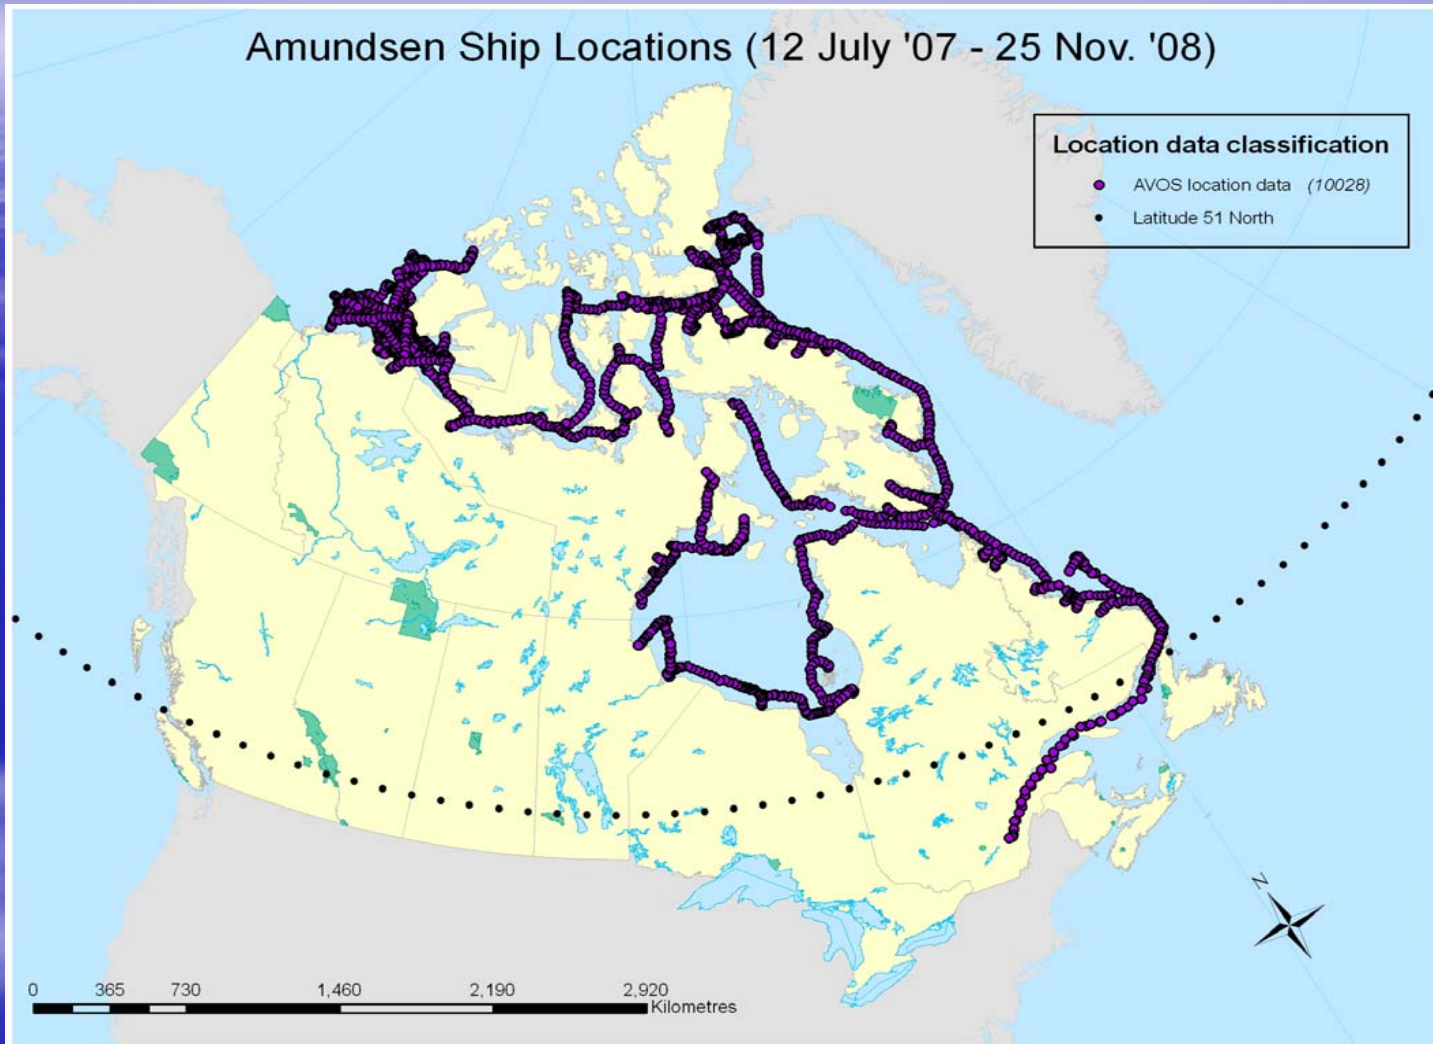 Amundsen Ship Locations (12 July '07 - 25 Nov. '08)
Location data classification
AVOS location data (10028)
Latitude 51 North
N
0 365 730 1,460 2,190 2,920
Kilometres